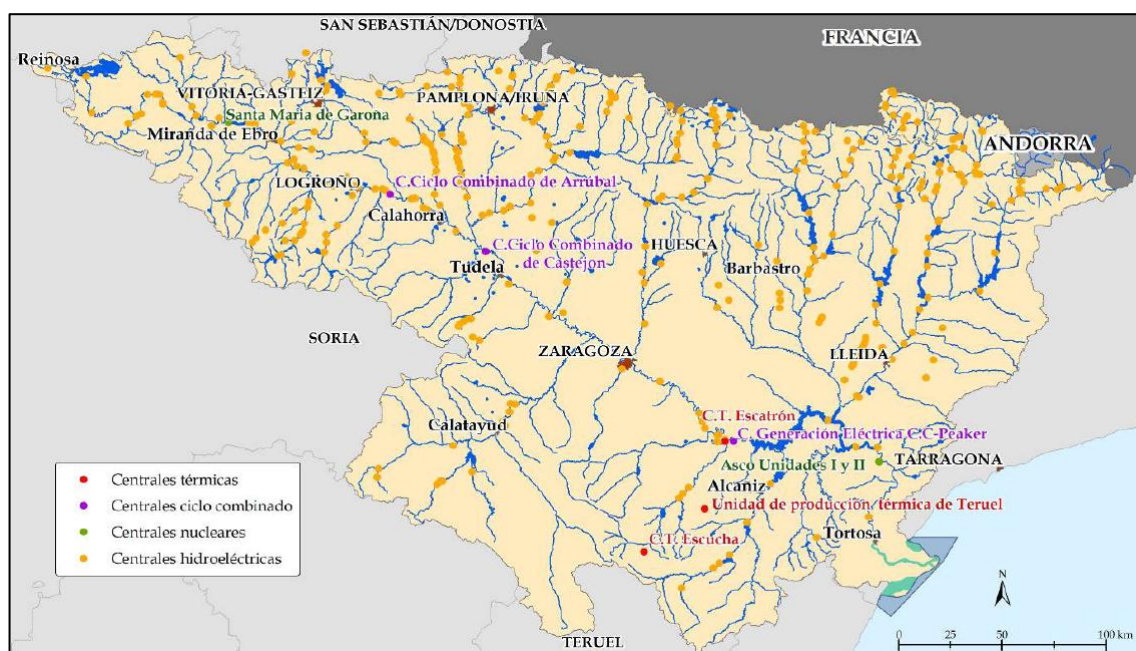 SAN SEBASTIÁN/DONOSTIA
FRANCIA
Reinosa
VITORIA-GASTEIZ
PAMPLONA/IRUÑA
Santa María de Garoña
Miranda de Ebro
ANDORRA
LOGROÑO
C.Ciclo Combinado de Arrúbal
Calahorra
C.Ciclo Combinado
de Castejón
HUESCA
Tudela
Barbastro
SORIA
ZARAGOZA
LLEIDA
Calatayud
C.T. Escatrón
C. Generación Eléctrica C.C-Peaker
Asco Unidades I y II
TARRAGONA
Alcañiz
Unidad de producción térmica de Teruel
Tortosa
C.T. Escucha
TERUEL
Centrales térmicas
Centrales ciclo combinado
Centrales nucleares
Centrales hidroeléctricas
N
0 25 50 100 km